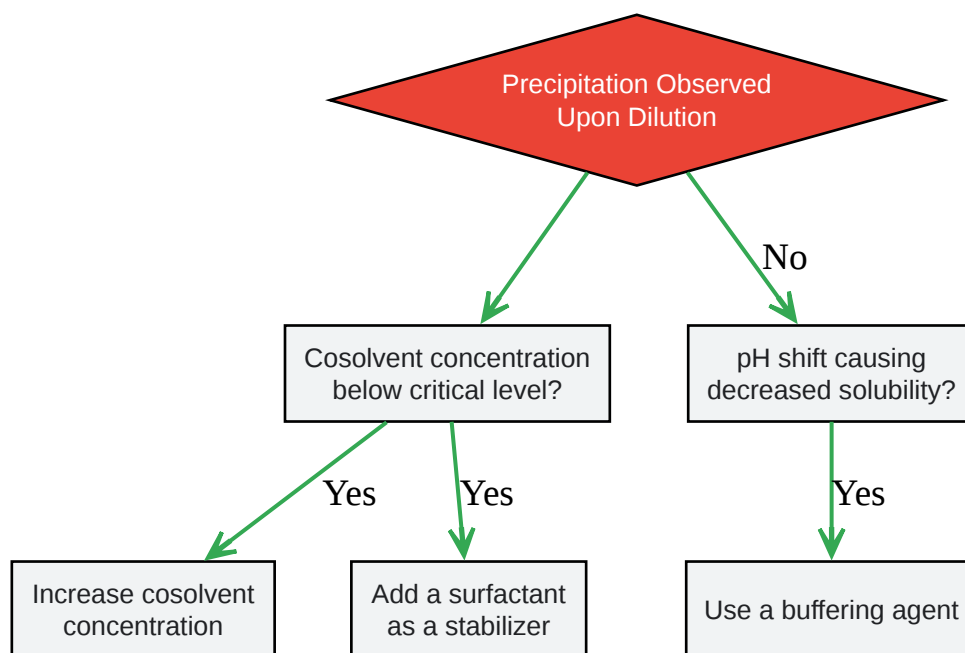 Precipitation Observed
Upon Dilution
No
Cosolvent concentration
below critical level?
pH shift causing
decreased solubility?
Yes
Yes
Yes
Increase cosolvent
concentration
Add a surfactant
as a stabilizer
Use a buffering agent